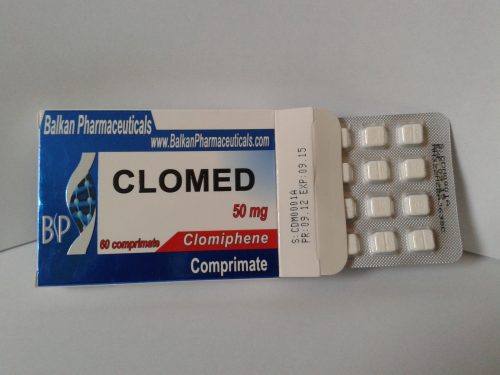 Balkan Pharmaceuticals
www.BalkanPharmaceuticals.com
CLOMED
50 mg
BP
60 comprimate
Clomiphene
Comprimate
S:CDM0001A
PR:09.12 EXP:09.15